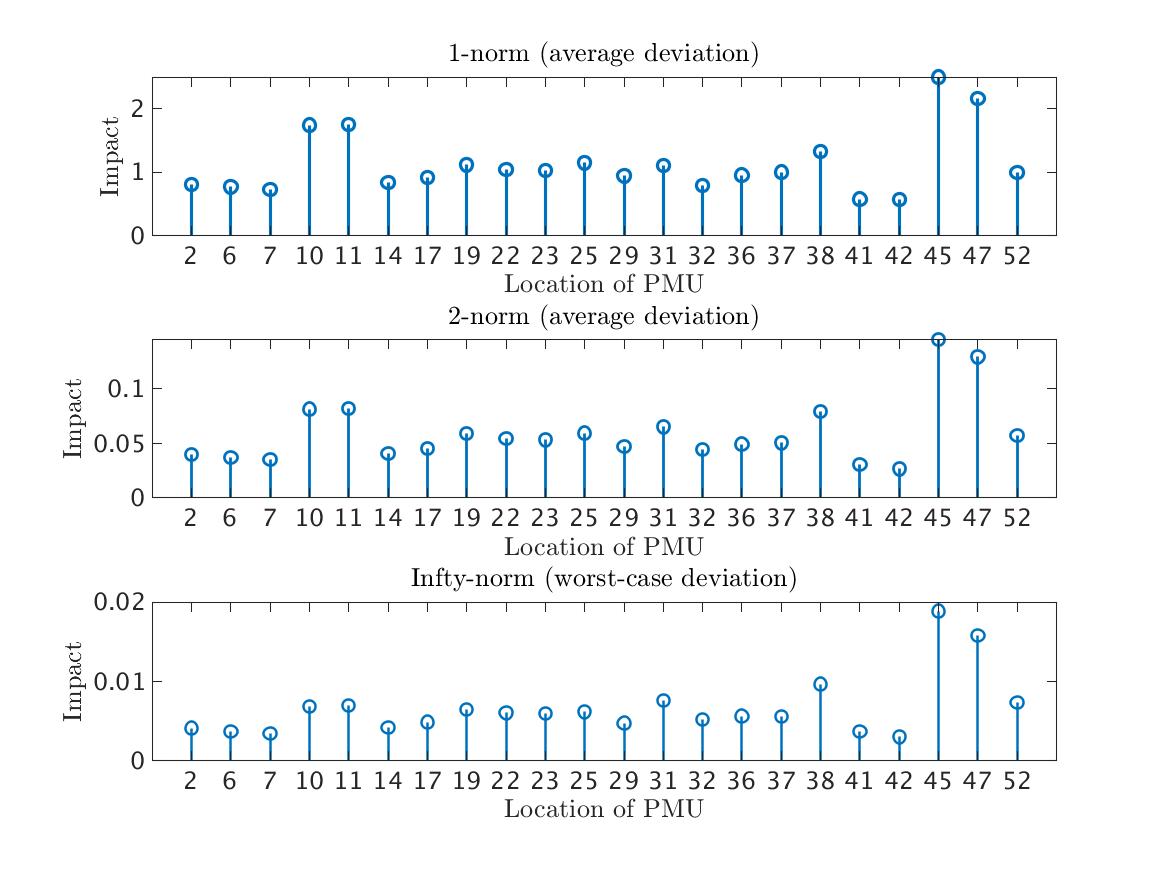 1-norm (average deviation)
2
1
0
Impact
2 6 7 10 11 14 17 19 22 23 25 29 31 32 36 37 38 41 42 45 47 52
Location of PMU
2-norm (average deviation)
0.1
0.05
0
Impact
2 6 7 10 11 14 17 19 22 23 25 29 31 32 36 37 38 41 42 45 47 52
Location of PMU
Infty-norm (worst-case deviation)
0.02
0.01
0
Impact
2 6 7 10 11 14 17 19 22 23 25 29 31 32 36 37 38 41 42 45 47 52
Location of PMU